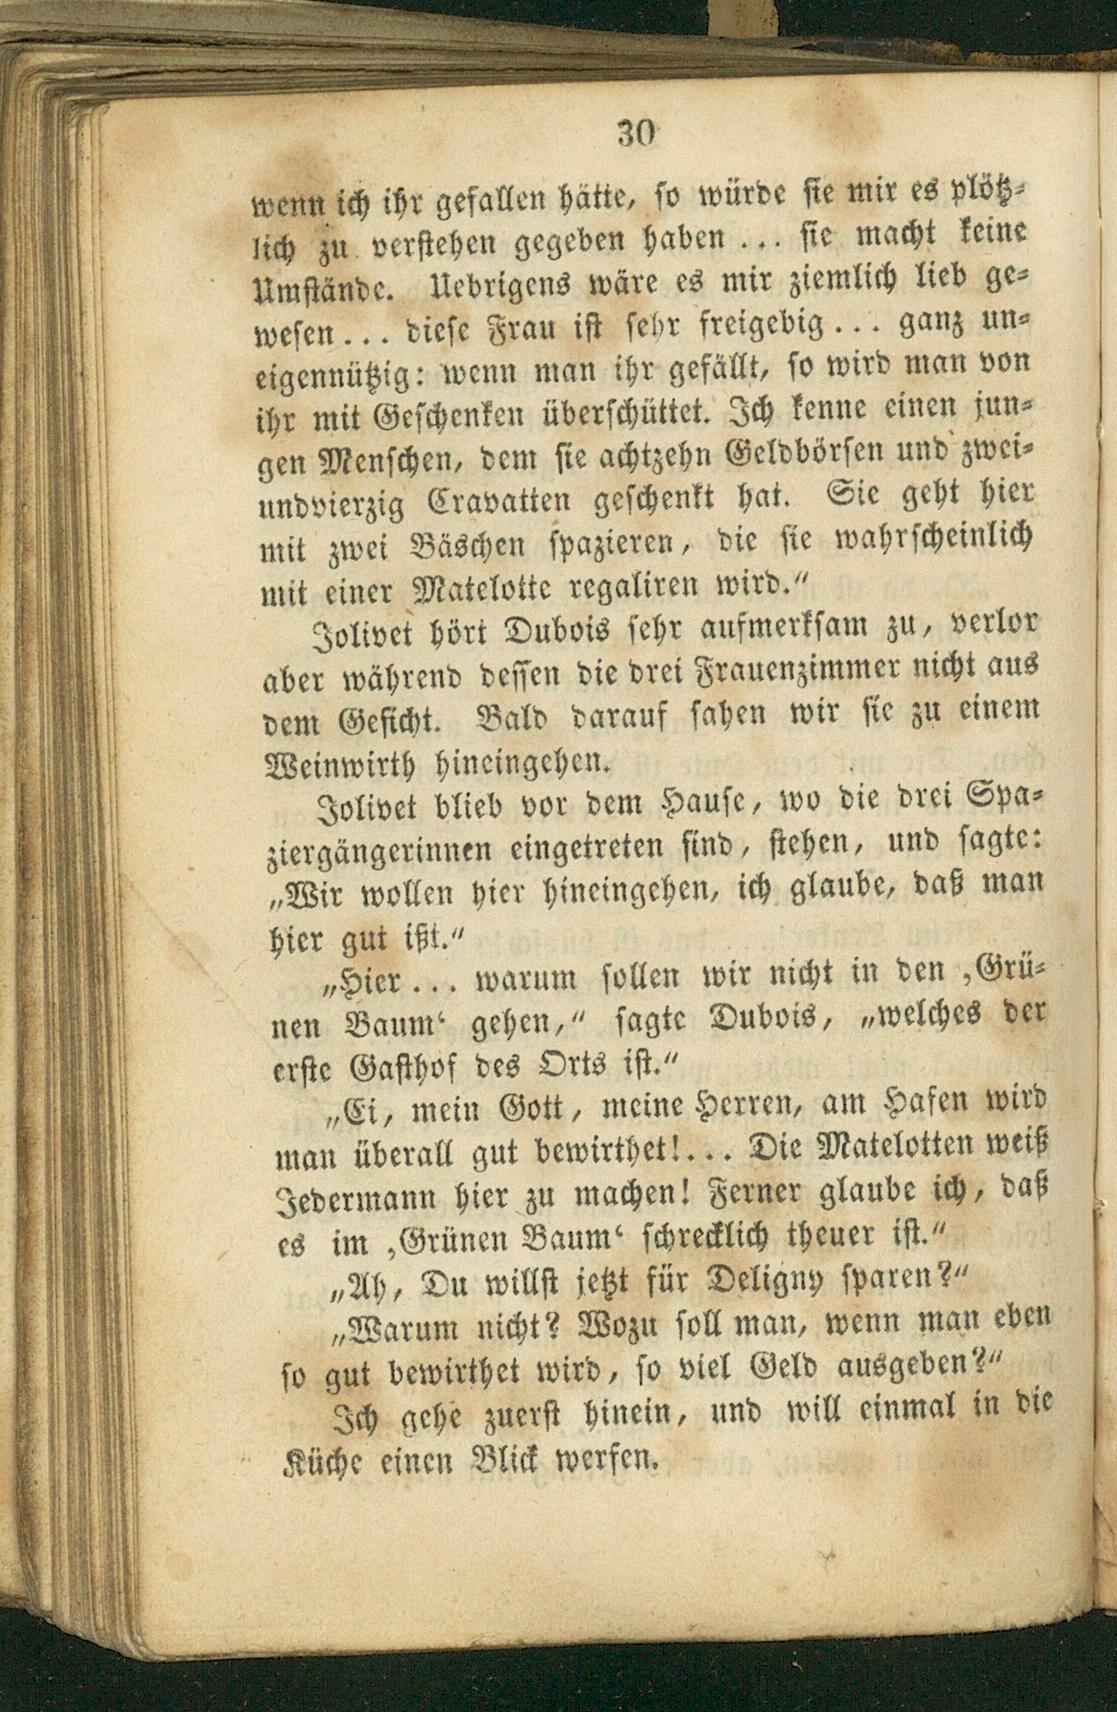 30
wenn ich ihr gefallen hätte, so würde sie mir es plötz-
lich zu verstehen gegeben haben ... sie macht keine
Umstände. Uebrigens wäre es mir ziemlich lieb ge-
wesen ... diese Frau ist sehr freigebig ... ganz un-
eigennützig: wenn man ihr gefällt, so wird man von
ihr mit Geschenken überschüttet. Ich kenne einen jun-
gen Menschen, dem sie achtzehn Geldbörsen und zwei-
undvierzig Cravatten geschenkt hat. Sie geht hier
mit zwei Bäschen spazieren, die sie wahrscheinlich
mit einer Matelotte regaliren wird.“
Jolivet hört Dubois sehr aufmerksam zu, verlor
aber während dessen die drei Frauenzimmer nicht aus
dem Gesicht. Bald darauf sahen wir sie zu einem
Weinwirth hineingehen.
Jolivet blieb vor dem Hause, wo die drei Spa-
ziergängerinnen eingetreten sind, stehen, und sagte:
„Wir wollen hier hineingehen, ich glaube, daß man
hier gut ißt.“
„Hier ... warum sollen wir nicht in den ‚Grü-
nen Baum‘ gehen,“ sagte Dubois, „welches der
erste Gasthof des Orts ist.“
„Ei, mein Gott, meine Herren, am Hafen wird
man überall gut bewirthet!... Die Matelotten weiß
Jedermann hier zu machen! Ferner glaube ich, daß
es im ‚Grünen Baum‘ schrecklich theuer ist.“
„Ah, Du willst jetzt für Deligny sparen?“
„Warum nicht? Wozu soll man, wenn man eben
so gut bewirthet wird, so viel Geld ausgeben?“
Ich gehe zuerst hinein, und will einmal in die
Küche einen Blick werfen.